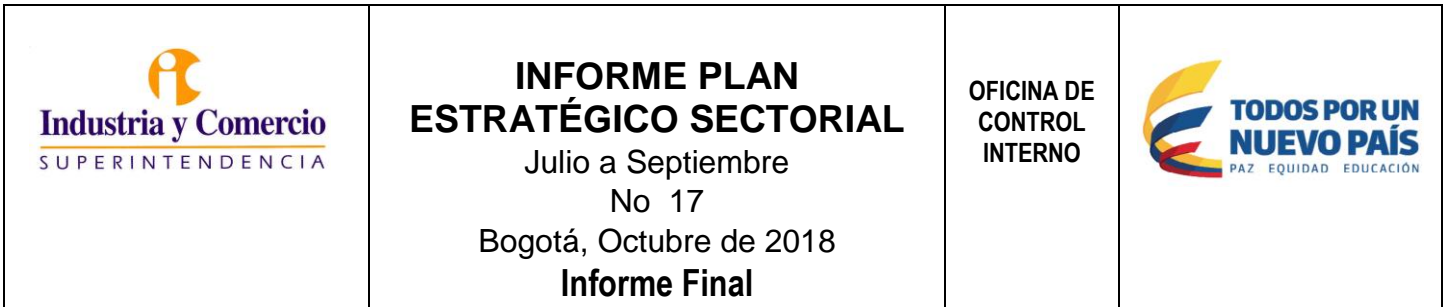 Industria y Comercio
SUPERINTENDENCIA
INFORME PLAN
ESTRATÉGICO SECTORIAL
Julio a Septiembre
No 17
Bogotá, Octubre de 2018
Informe Final
OFICINA DE
CONTROL
INTERNO
TODOS POR UN
NUEVO PAÍS
PAZ EQUIDAD EDUCACIÓN